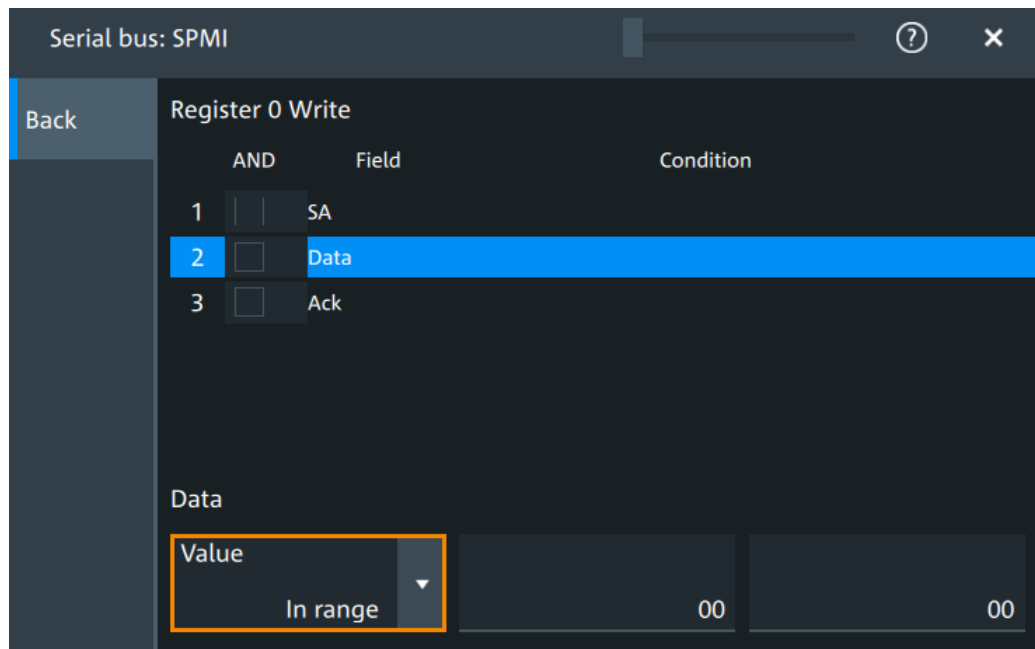 Serial bus: SPMI ?
Back
Register 0 Write
AND Field Condition
1 SA
2 Data
3 Ack
Data
Value
In range 00 00